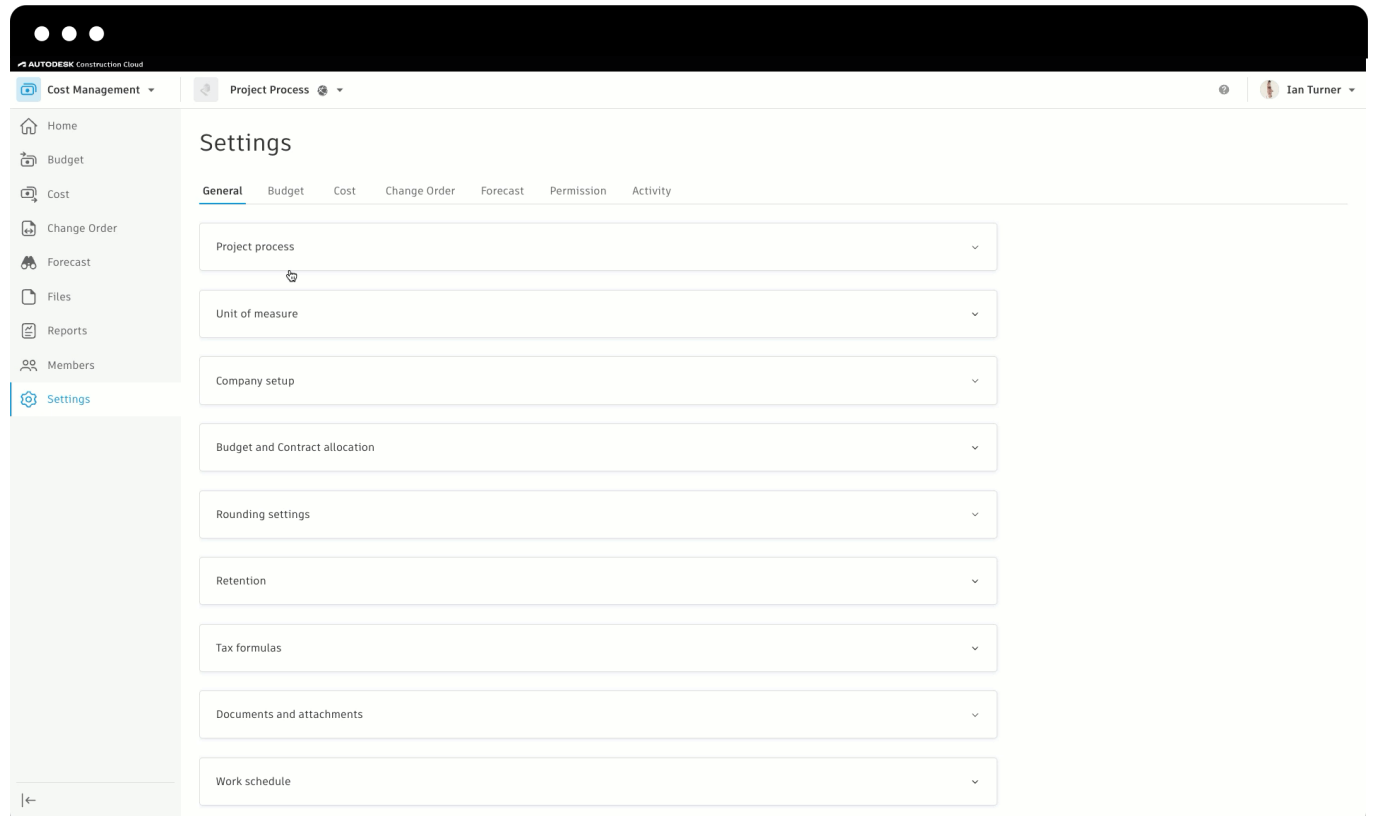 AUTODESK Construction Cloud
Cost Management
Project Process
Ian Turner
Home
Budget
Cost
Change Order
Forecast
Files
Reports
Members
Settings
Settings
General Budget Cost Change Order Forecast Permission Activity
Project process
Unit of measure
Company setup
Budget and Contract allocation
Rounding settings
Retention
Tax formulas
Documents and attachments
Work schedule